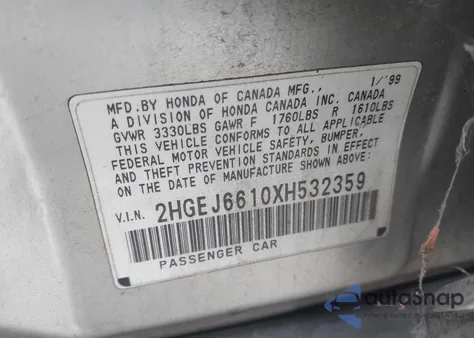 MFD. BY HONDA OF CANADA MFG., 1/'99
A DIVISION OF HONDA CANADA INC. CANADA
GVWR 3330LBS GAWR F 1760LBS R 1610LBS
THIS VEHICLE CONFORMS TO ALL APPLICABLE
FEDERAL MOTOR VEHICLE SAFETY, BUMPER,
AND THEFT PREVENTION STANDARDS IN EFFECT
ON THE DATE OF MANUFACTURE SHOWN ABOVE:
V.I.N. 2HGEJ6610XH532359
PASSENGER CAR
autoSnap